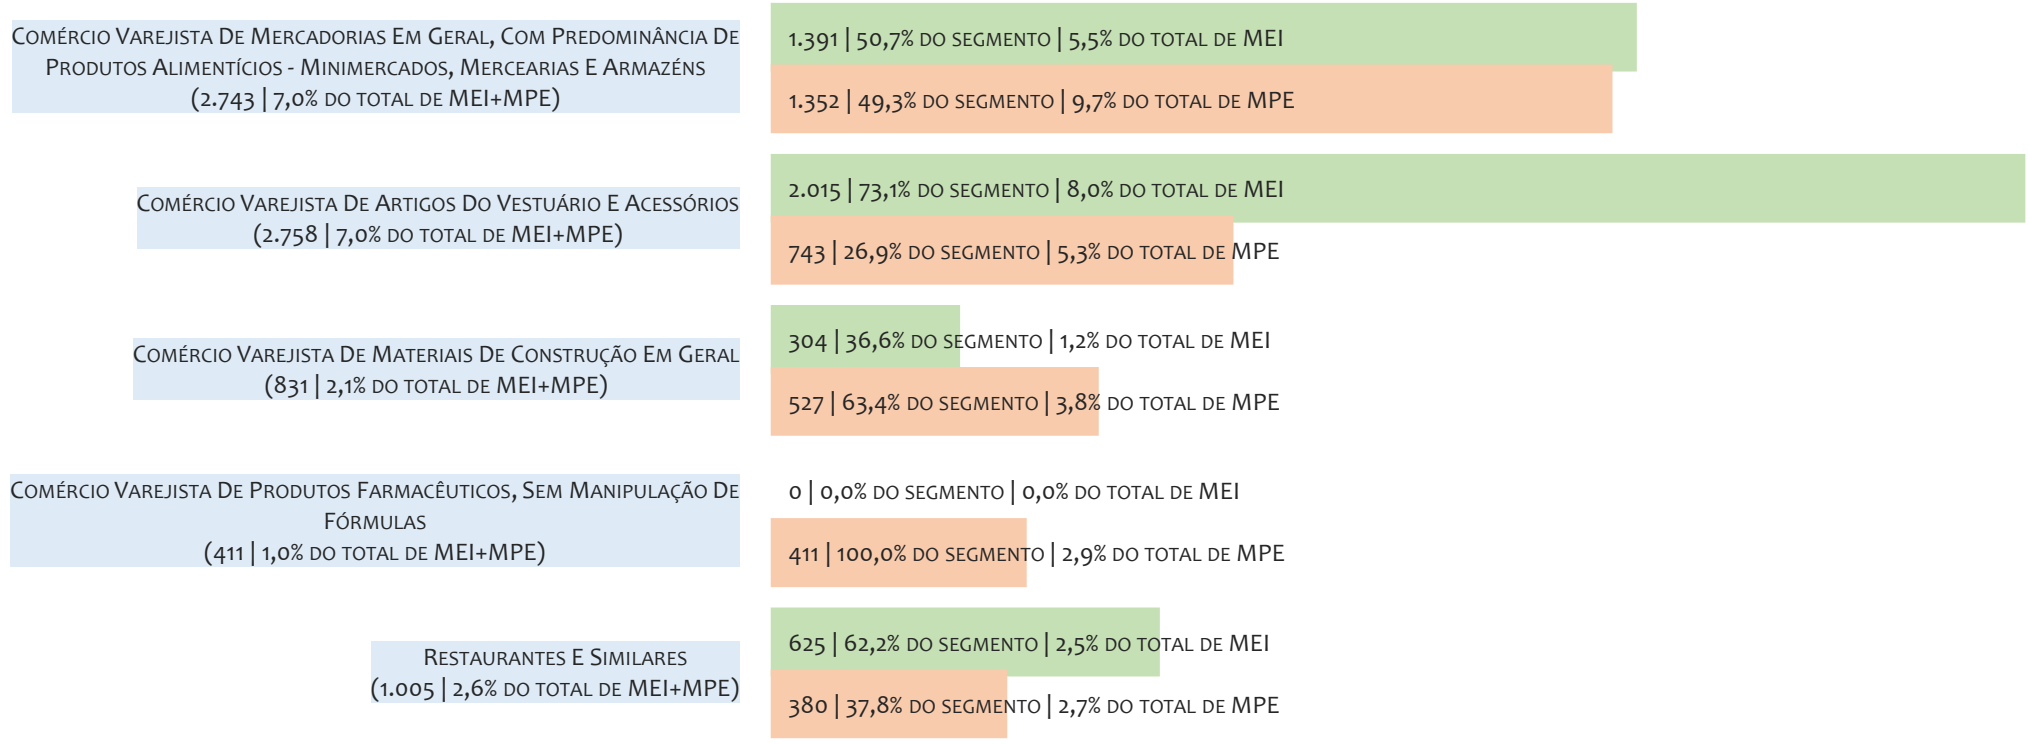 Comércio Varejista De Mercadorias Em Geral, Com Predominância De
Produtos Alimentícios - Minimercados, Mercearias E Armazéns
(2.743 | 7,0% do total de MEI+MPE)
1.391 | 50,7% do segmento | 5,5% do total de MEI
1.352 | 49,3% do segmento | 9,7% do total de MPE
Comércio Varejista De Artigos Do Vestuário E Acessórios
(2.758 | 7,0% do total de MEI+MPE)
2.015 | 73,1% do segmento | 8,0% do total de MEI
743 | 26,9% do segmento | 5,3% do total de MPE
Comércio Varejista De Materiais De Construção Em Geral
(831 | 2,1% do total de MEI+MPE)
304 | 36,6% do segmento | 1,2% do total de MEI
527 | 63,4% do segmento | 3,8% do total de MPE
Comércio Varejista De Produtos Farmacêuticos, Sem Manipulação De
Fórmulas
(411 | 1,0% do total de MEI+MPE)
0 | 0,0% do segmento | 0,0% do total de MEI
411 | 100,0% do segmento | 2,9% do total de MPE
Restaurantes E Similares
(1.005 | 2,6% do total de MEI+MPE)
625 | 62,2% do segmento | 2,5% do total de MEI
380 | 37,8% do segmento | 2,7% do total de MPE